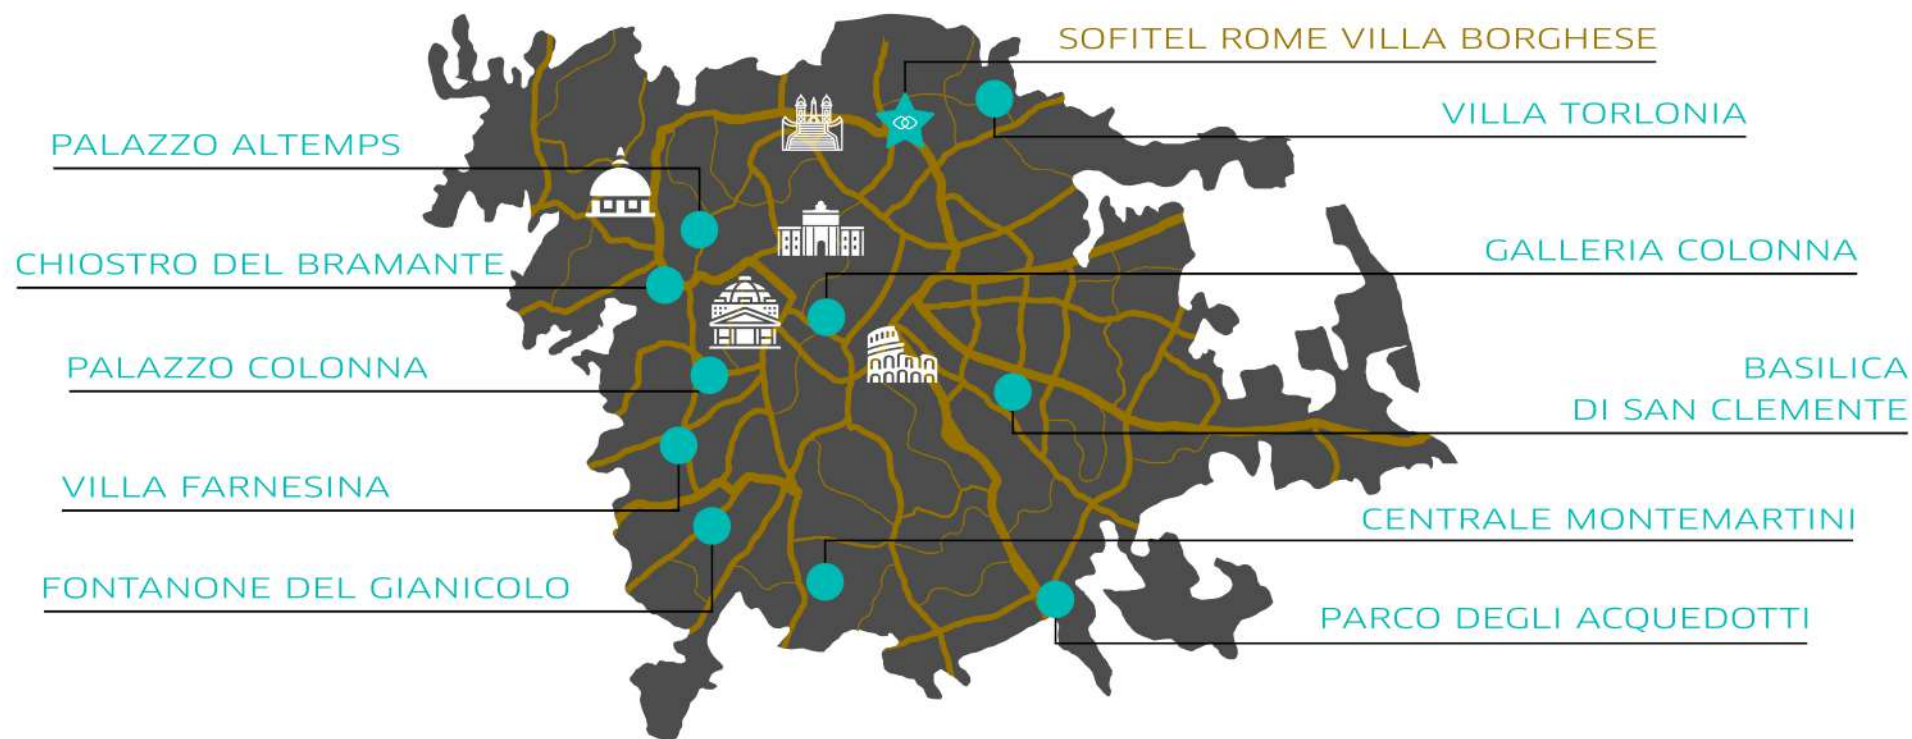 SOFITEL ROME VILLA BORGHESE
VILLA TORLONIA
PALAZZO ALTEMPS
GALLERIA COLONNA
CHIOSTRO DEL BRAMANTE
PALAZZO COLONNA
BASILICA
DI SAN CLEMENTE
VILLA FARNESINA
CENTRALE MONTEMARTINI
FONTANONE DEL GIANICOLO
PARCO DEGLI ACQUEDOTTI